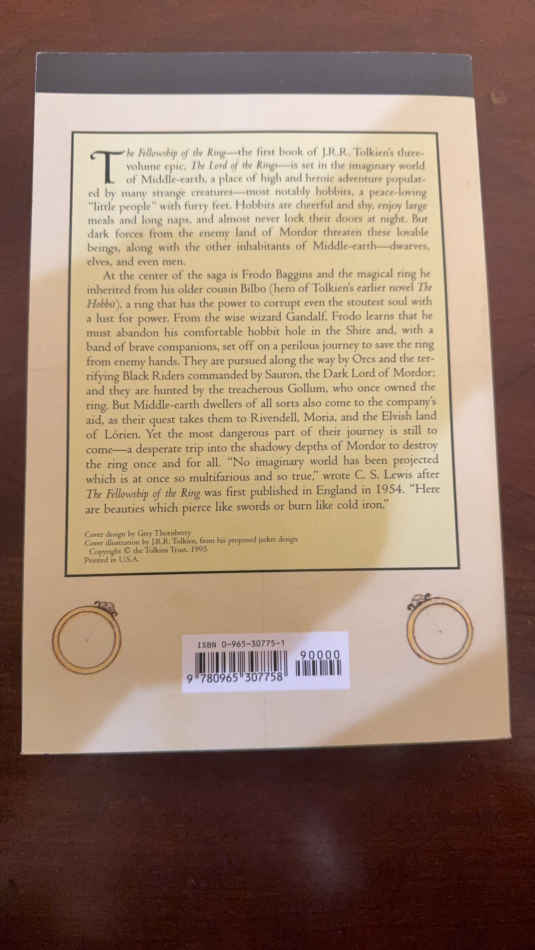 The Fellowship of the Ring—the first book of J.R.R. Tolkien's three-
volume epic, The Lord of the Rings—is set in the imaginary world
of Middle-earth, a place of high and heroic adventure populat-
ed by many strange creatures—most notably hobbits, a peace-loving
"little people" with furry feet. Hobbits are cheerful and shy, enjoy large
meals and long naps, and almost never lock their doors at night. But
dark forces from the enemy land of Mordor threaten these lovable
beings, along with the other inhabitants of Middle-earth—dwarves,
elves, and even men.
At the center of the saga is Frodo Baggins and the magical ring he
inherited from his older cousin Bilbo (hero of Tolkien's earlier novel The
Hobbit), a ring that has the power to corrupt even the stoutest soul with
a lust for power. From the wise wizard Gandalf, Frodo learns that he
must abandon his comfortable hobbit hole in the Shire and, with a
band of brave companions, set off on a perilous journey to save the ring
from enemy hands. They are pursued along the way by Orcs and the ter-
rifying Black Riders commanded by Sauron, the Dark Lord of Mordor;
and they are hunted by the treacherous Gollum, who once owned the
ring. But Middle-earth dwellers of all sorts also come to the company's
aid, as their quest takes them to Rivendell, Moria, and the Elvish land
of Lórien. Yet the most dangerous part of their journey is still to
come—a desperate trip into the shadowy depths of Mordor to destroy
the ring once and for all. "No imaginary world has been projected
which is at once so multifarious and so true," wrote C. S. Lewis after
The Fellowship of the Ring was first published in England in 1954. "Here
are beauties which pierce like swords or burn like cold iron."
Cover design by Grey Thornberry
Cover illustration by J.R.R. Tolkien, from his proposed jacket design
Copyright © the Tolkien Trust, 1995
Printed in U.S.A.
ISBN 0-965-30775-1
90000
9 780965 307758